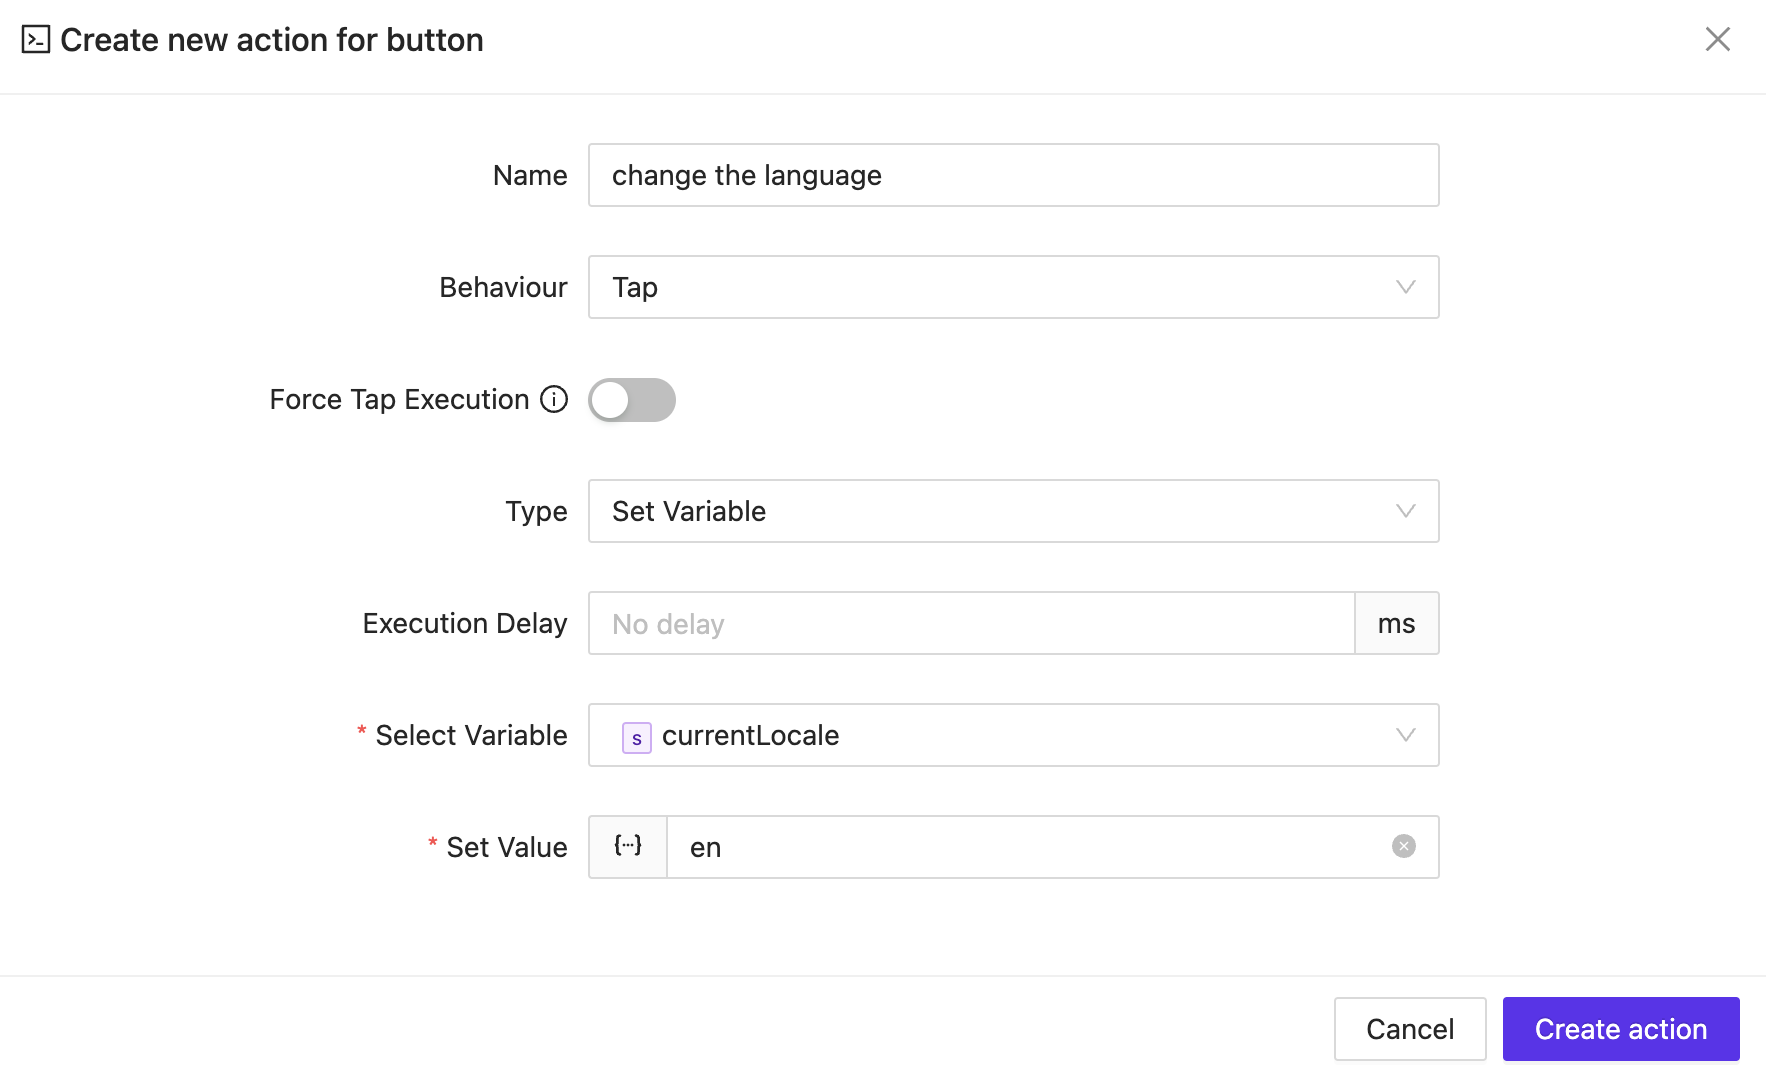 Create new action for button
Name change the language
Behaviour Tap
Force Tap Execution
Type Set Variable
Execution Delay No delay ms
* Select Variable s currentLocale
* Set Value {···} en
Cancel Create action